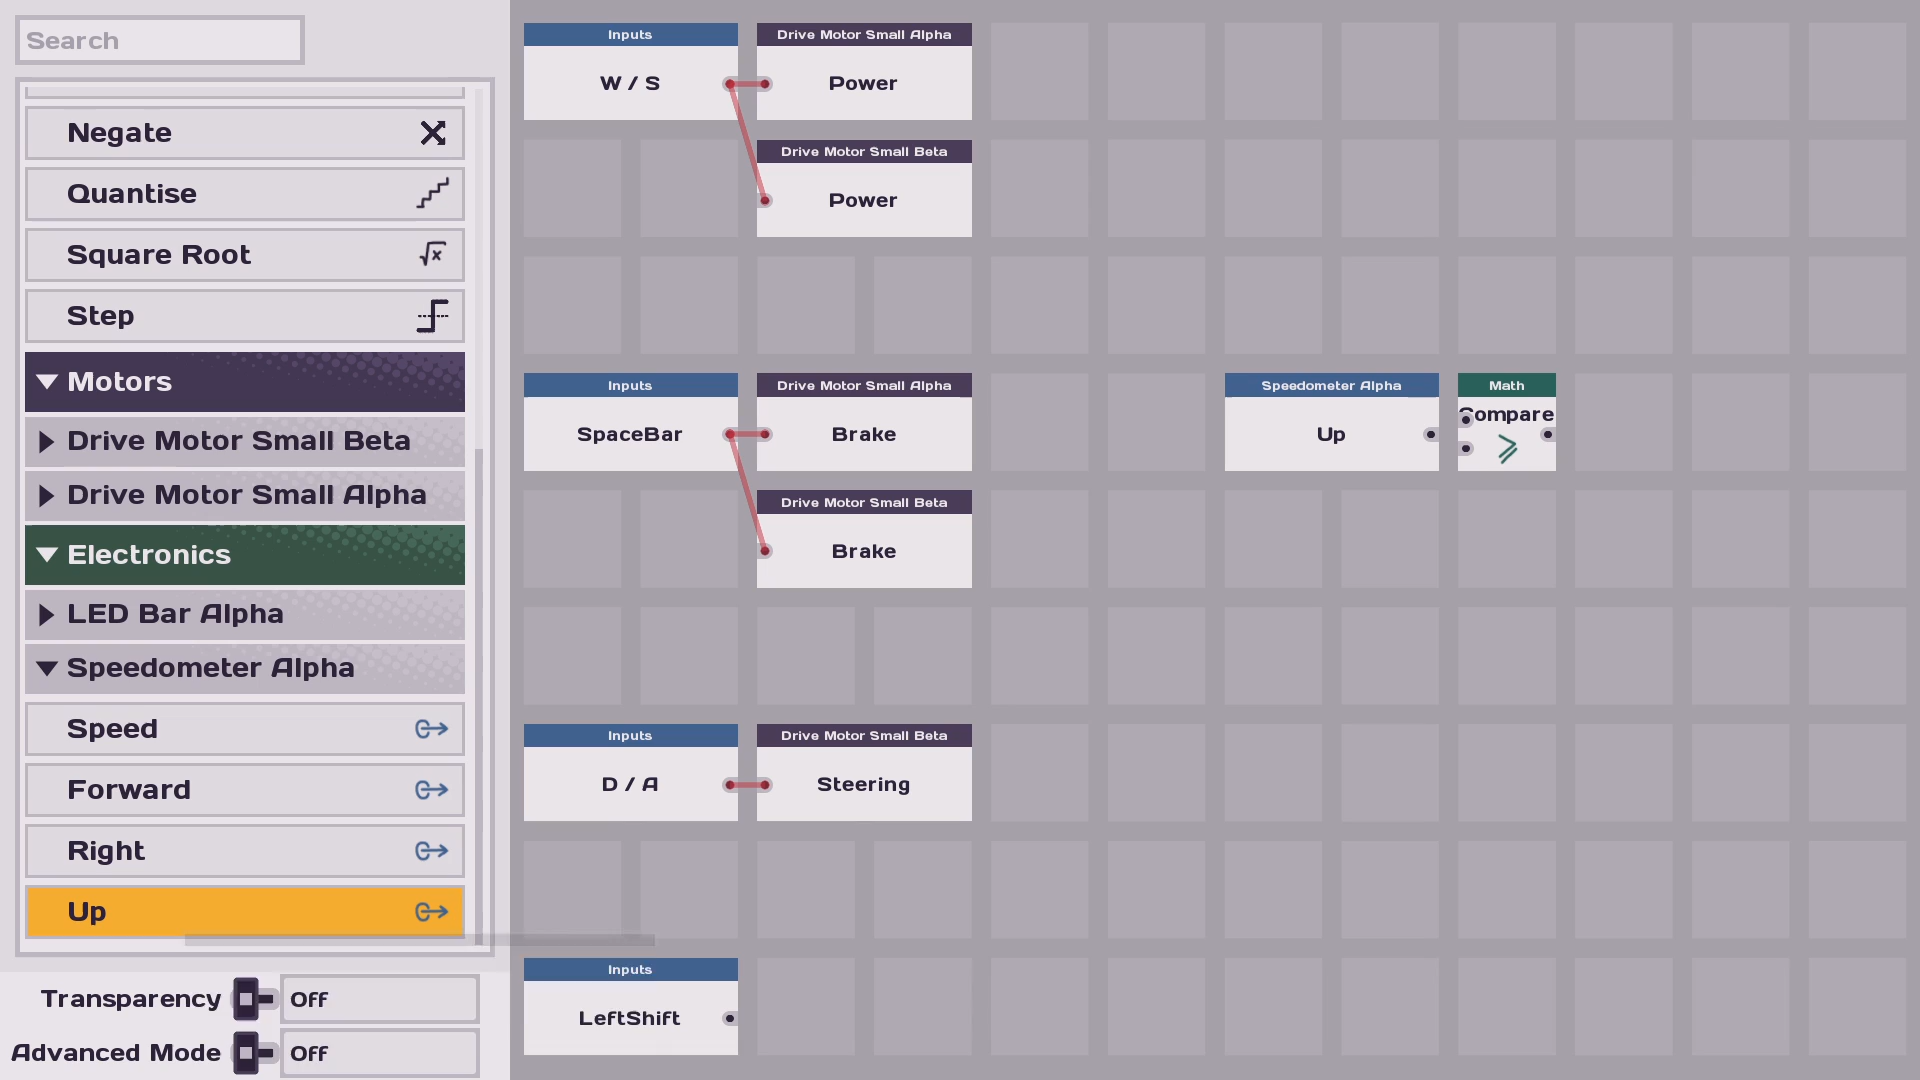 Search
Negate
Quantise
Square Root
Step
Motors
Drive Motor Small Beta
Drive Motor Small Alpha
Electronics
LED Bar Alpha
Speedometer Alpha
Speed
Forward
Right
Up
Transparency Off
Advanced Mode Off
Inputs
W / S
Drive Motor Small Alpha
Power
Drive Motor Small Beta
Power
Inputs
SpaceBar
Drive Motor Small Alpha
Brake
Speedometer Alpha
Up
Math
Compare
Drive Motor Small Beta
Brake
Inputs
D / A
Drive Motor Small Beta
Steering
Inputs
LeftShift